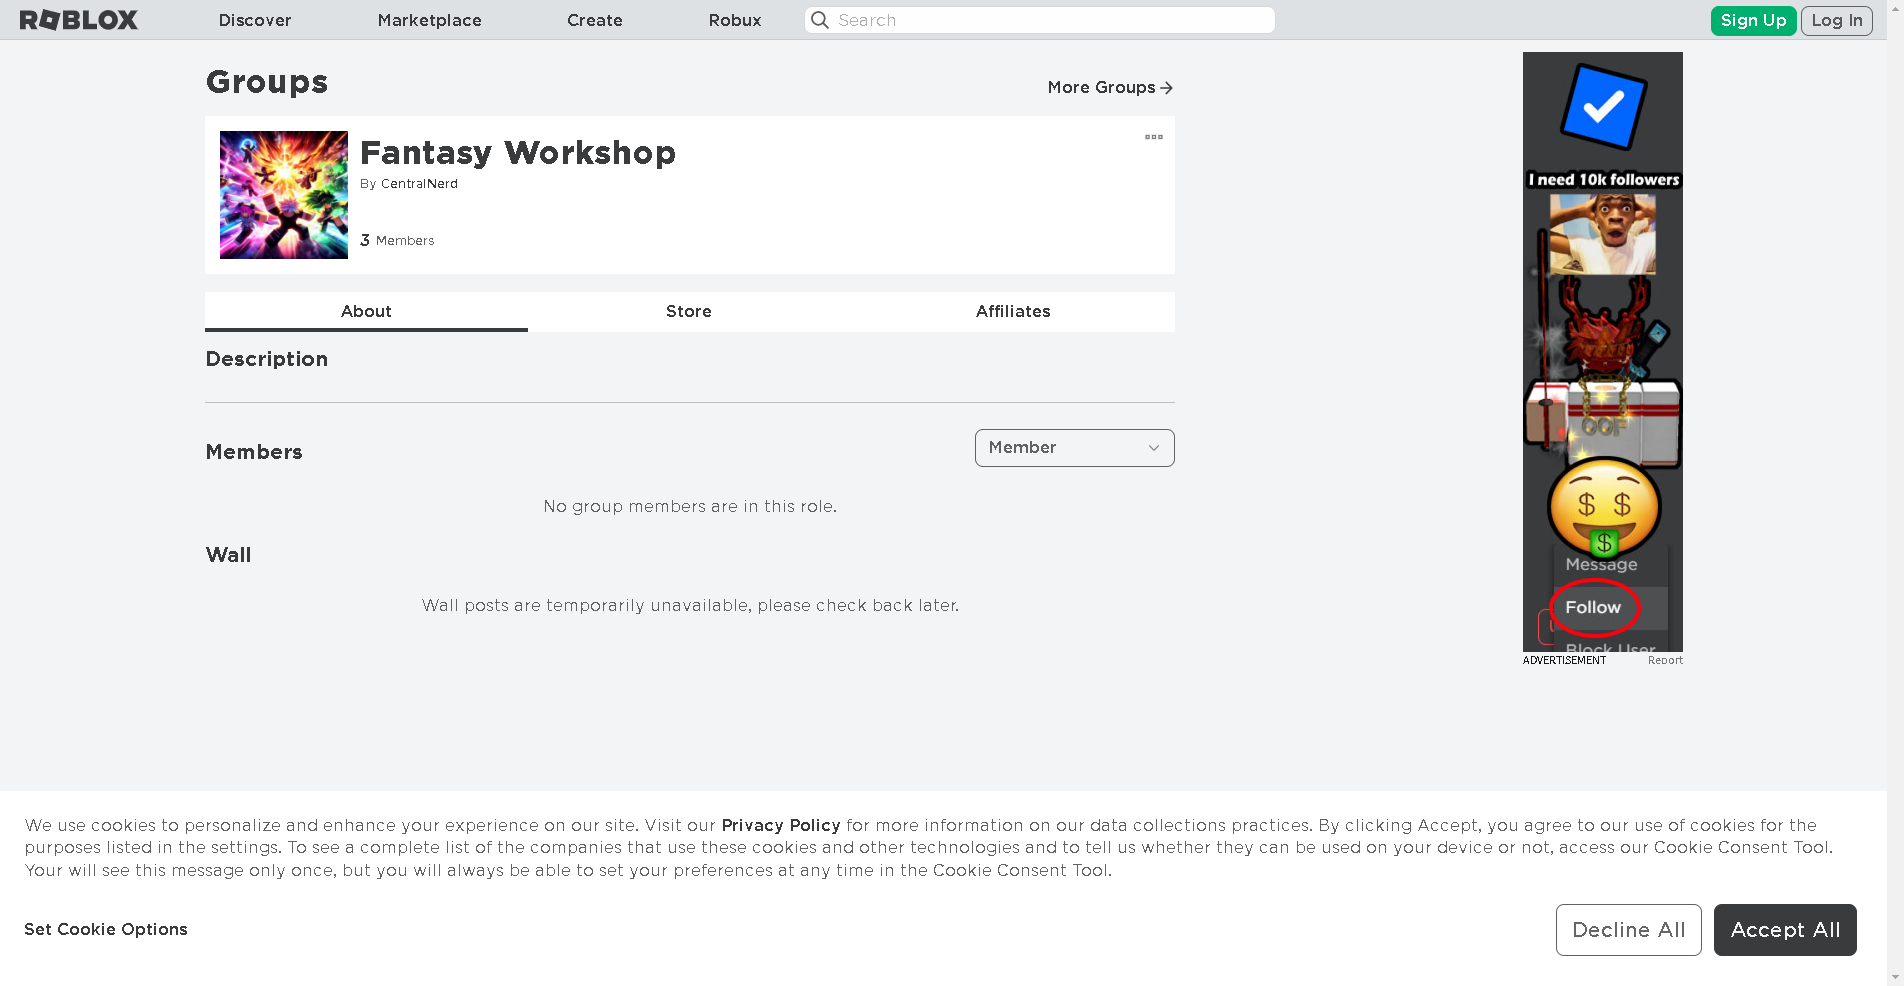 ROBLOX
Discover
Marketplace
Create
Robux
Search
Sign Up
Log In
Groups
More Groups
Fantasy Workshop
By CentralNerd
3 Members
About
Store
Affiliates
Description
Members
Member
No group members are in this role.
Wall
Wall posts are temporarily unavailable, please check back later.
I need 10k followers
OOF
Message
Follow
Block User
ADVERTISEMENT
Report
We use cookies to personalize and enhance your experience on our site. Visit our Privacy Policy for more information on our data collections practices. By clicking Accept, you agree to our use of cookies for the
purposes listed in the settings. To see a complete list of the companies that use these cookies and other technologies and to tell us whether they can be used on your device or not, access our Cookie Consent Tool.
Your will see this message only once, but you will always be able to set your preferences at any time in the Cookie Consent Tool.
Set Cookie Options
Decline All
Accept All